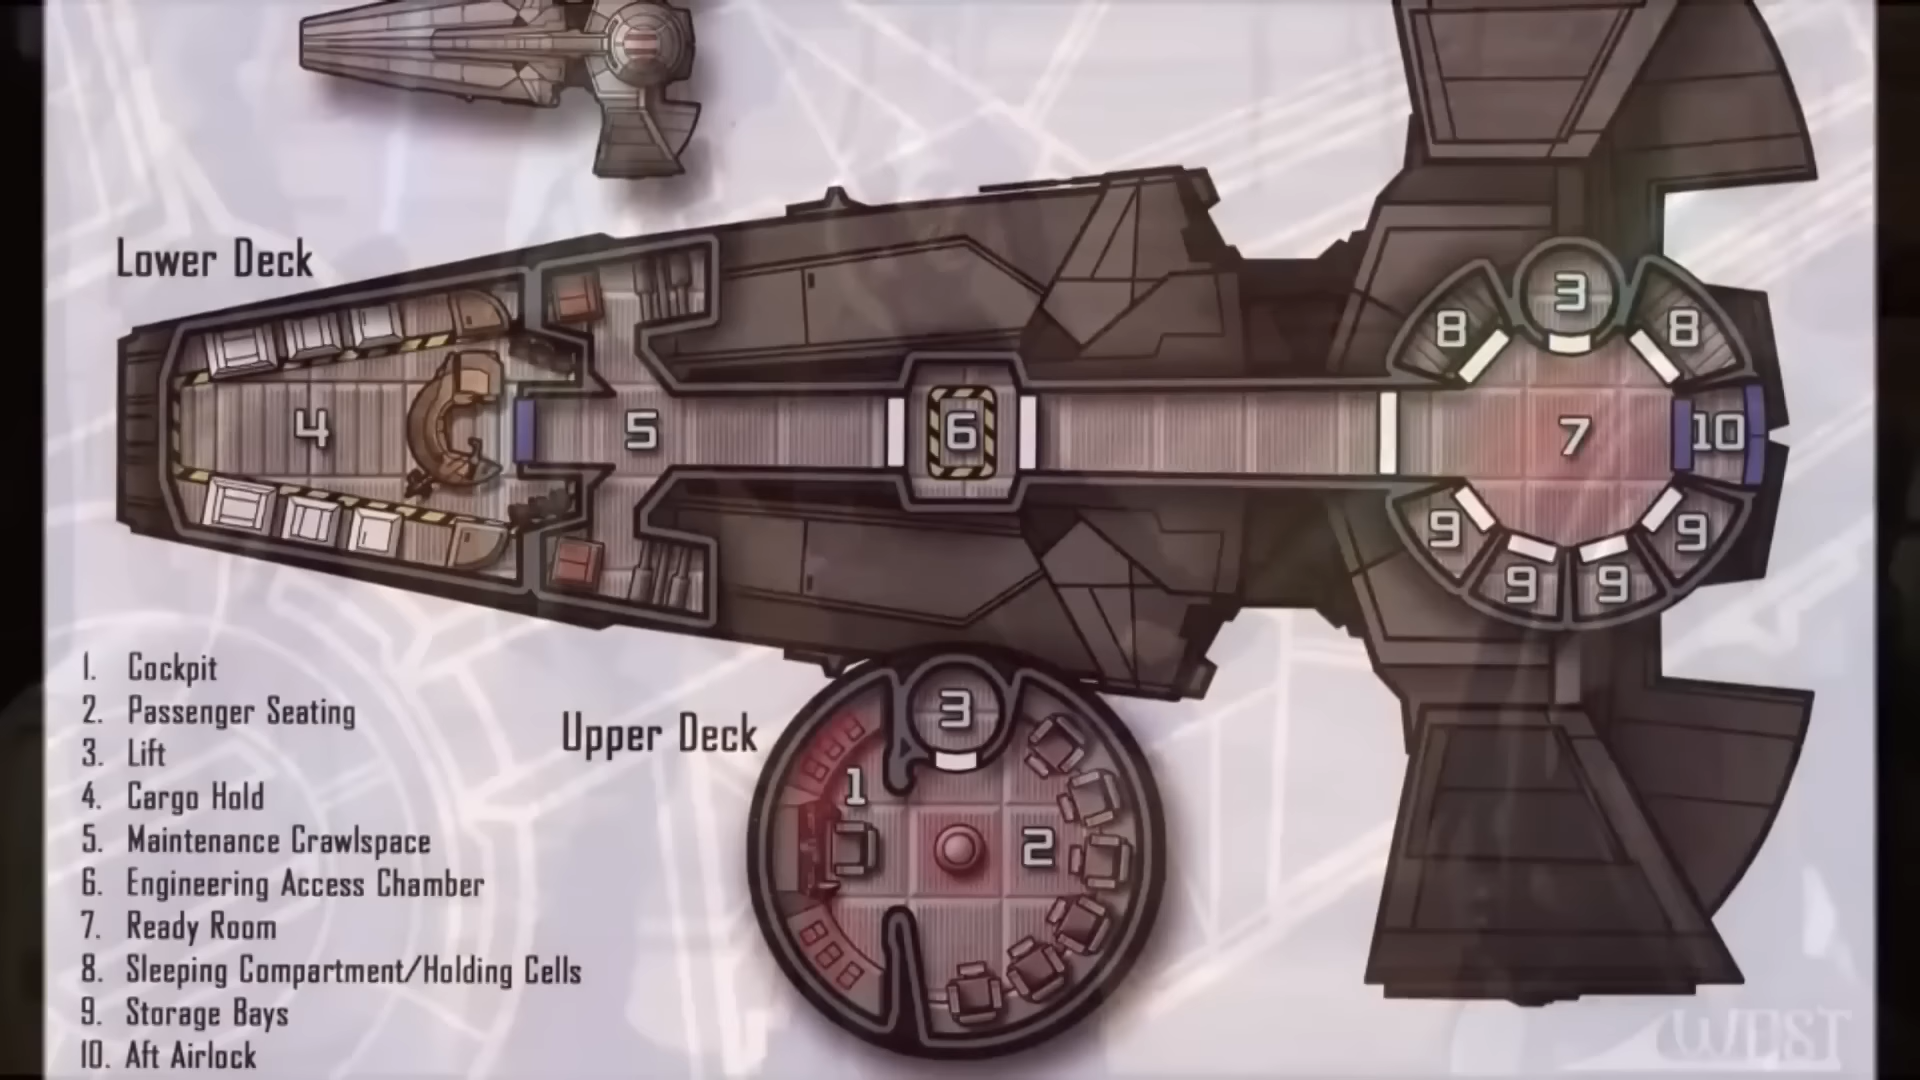 Lower Deck
3
8
8
4
5
6
7
10
9
9
9
9
1. Cockpit
2. Passenger Seating
3. Lift
4. Cargo Hold
5. Maintenance Crawlspace
6. Engineering Access Chamber
7. Ready Room
8. Sleeping Compartment/Holding Cells
9. Storage Bays
10. Aft Airlock
Upper Deck
3
1
2
WEST